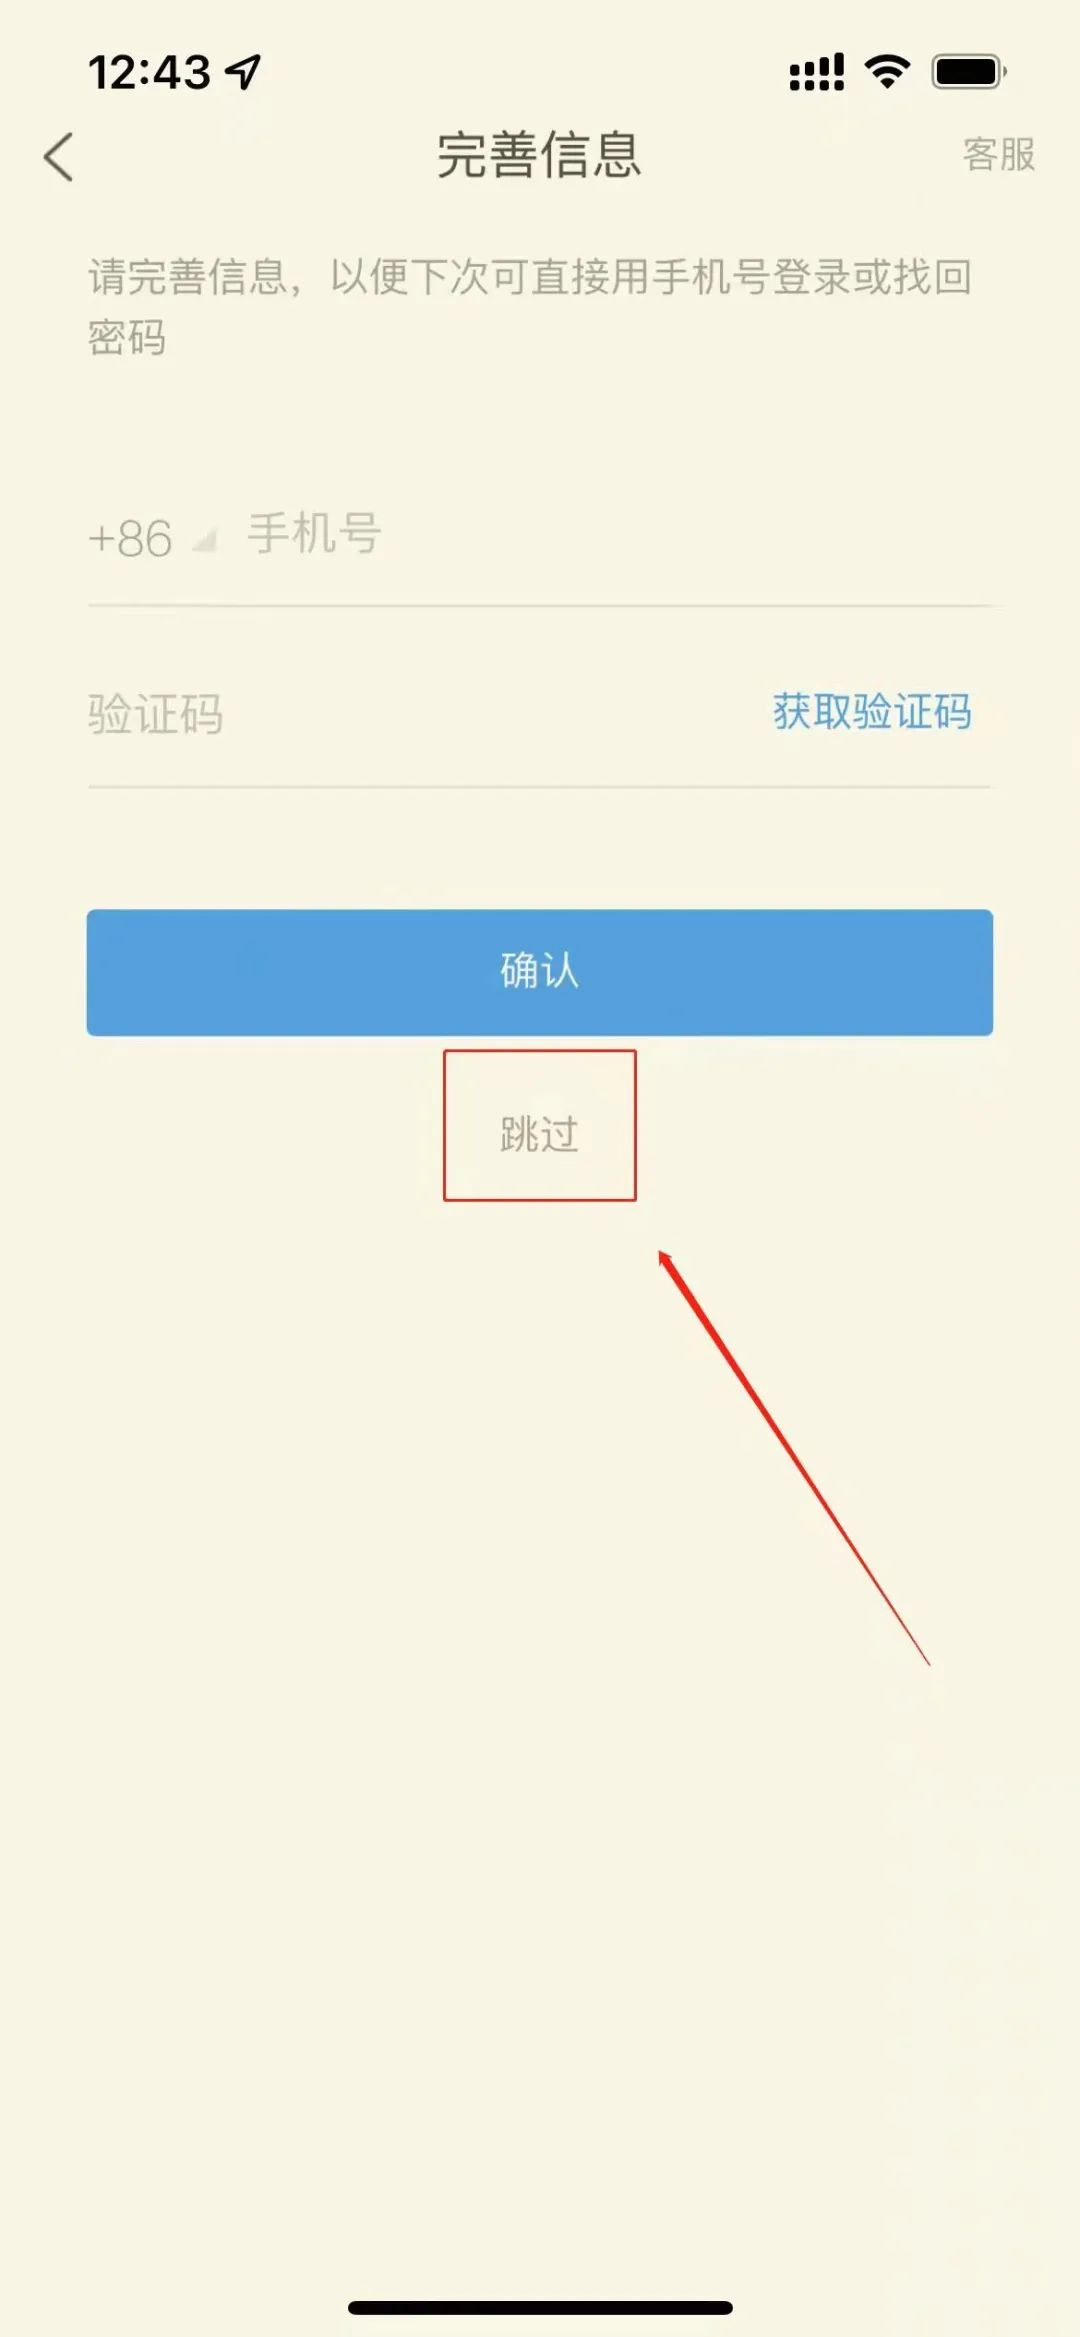 12:43
完善信息
客服
请完善信息，以便下次可直接用手机号登录或找回
密码
+86 手机号
验证码 获取验证码
确认
跳过